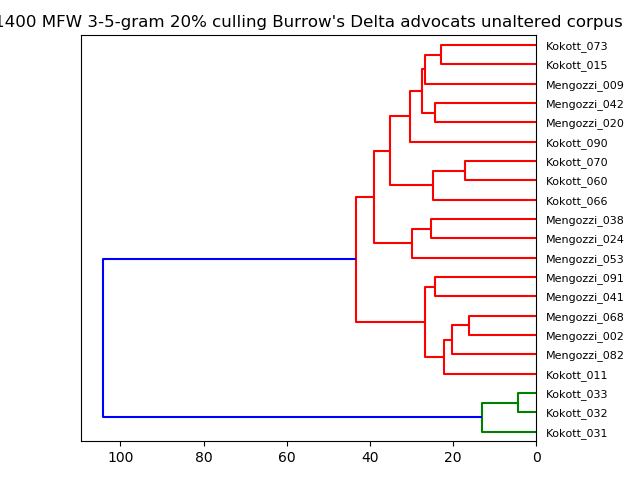 1400 MFW 3-5-gram 20% culling Burrow's Delta advocats unaltered corpus
Kokott_073
Kokott_015
Mengozzi_009
Mengozzi_042
Mengozzi_020
Kokott_090
Kokott_070
Kokott_060
Kokott_066
Mengozzi_038
Mengozzi_024
Mengozzi_053
Mengozzi_091
Mengozzi_041
Mengozzi_068
Mengozzi_002
Mengozzi_082
Kokott_011
Kokott_033
Kokott_032
Kokott_031
100 80 60 40 20 0